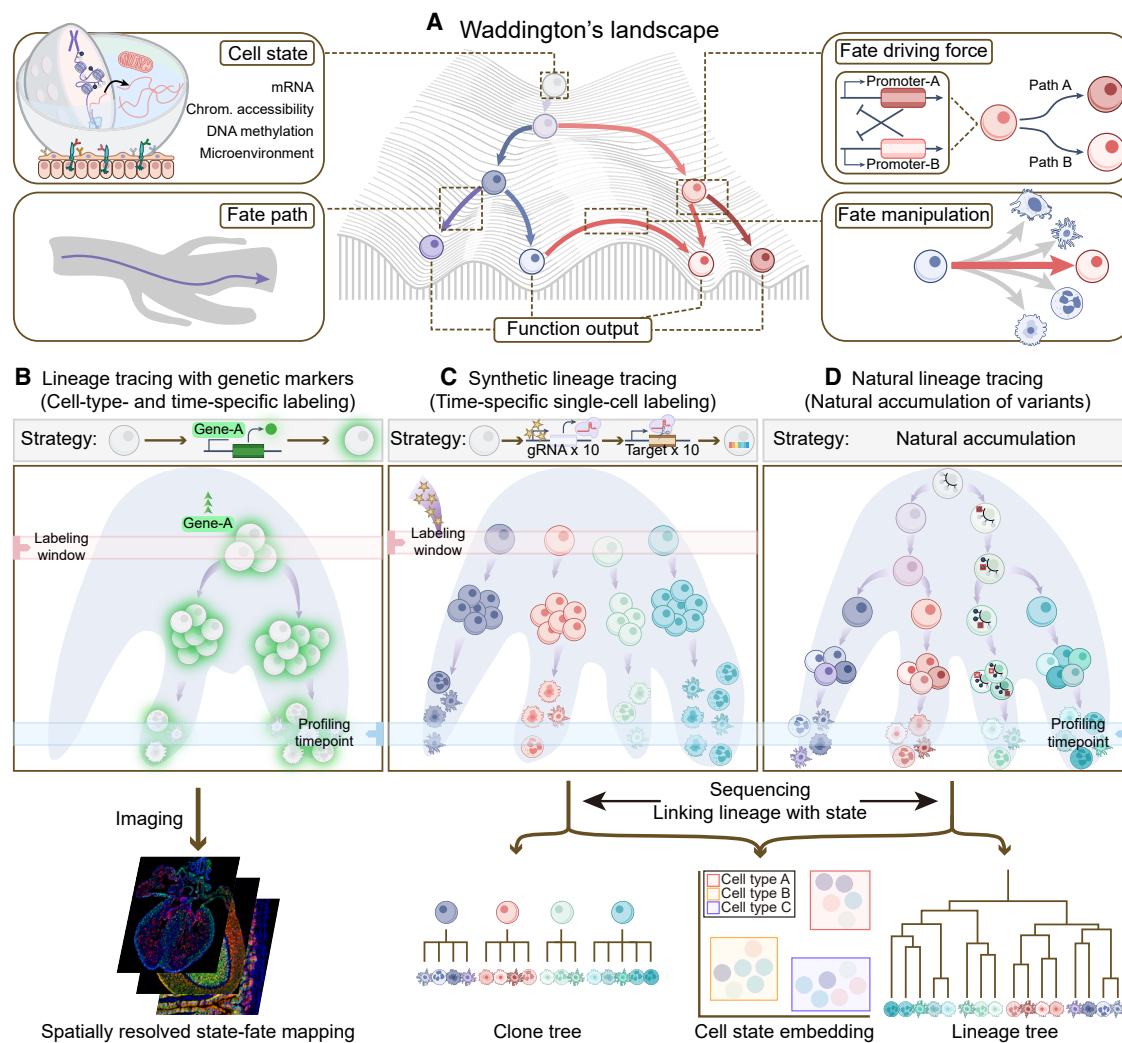 A Waddington's landscape
Cell state
mRNA
Chrom. accessibility
DNA methylation
Microenvironment
Fate path
Fate driving force
Promoter-A
Promoter-B
Path A
Path B
Fate manipulation
Function output
B Lineage tracing with genetic markers
(Cell-type- and time-specific labeling)
Strategy:
Gene-A
Gene-A
Labeling
window
Profiling
timepoint
C Synthetic lineage tracing
(Time-specific single-cell labeling)
Strategy:
gRNA x 10
Target x 10
Labeling
window
D Natural lineage tracing
(Natural accumulation of variants)
Strategy:
Natural accumulation
Profiling
timepoint
Imaging
Sequencing
Linking lineage with state
Cell type A
Cell type B
Cell type C
Spatially resolved state-fate mapping
Clone tree
Cell state embedding
Lineage tree